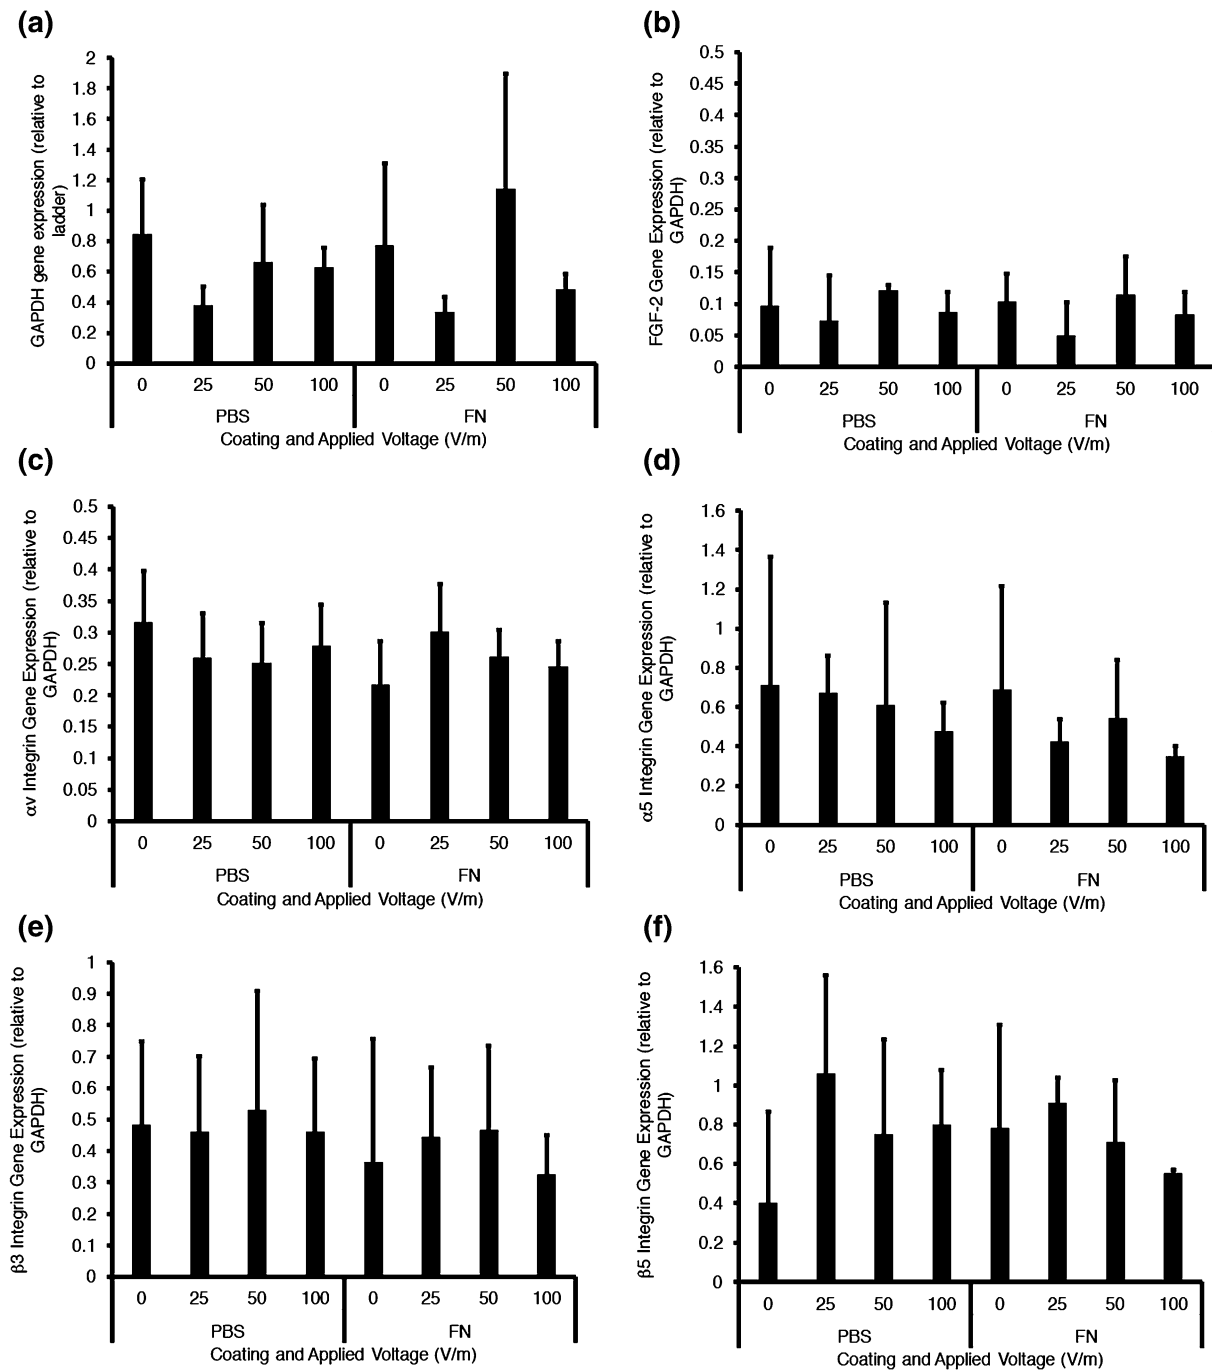 (a)
GAPDH gene expression (relative to
ladder)
2
1.8
1.6
1.4
1.2
1
0.8
0.6
0.4
0.2
0
0 25 50 100 0 25 50 100
PBS FN
Coating and Applied Voltage (V/m)
(b)
FGF-2 Gene Expression (relative to
GAPDH)
0.5
0.45
0.4
0.35
0.3
0.25
0.2
0.15
0.1
0.05
0
0 25 50 100 0 25 50 100
PBS FN
Coating and Applied Voltage (V/m)
(c)
αv Integrin Gene Expression (relative to
GAPDH)
0.5
0.45
0.4
0.35
0.3
0.25
0.2
0.15
0.1
0.05
0
0 25 50 100 0 25 50 100
PBS FN
Coating and Applied Voltage (V/m)
(d)
α5 Integrin Gene Expression (relative to
GAPDH)
1.6
1.4
1.2
1
0.8
0.6
0.4
0.2
0
0 25 50 100 0 25 50 100
PBS FN
Coating and Applied Voltage (V/m)
(e)
β3 Integrin Gene Expression (relative to
GAPDH)
1
0.9
0.8
0.7
0.6
0.5
0.4
0.3
0.2
0.1
0
0 25 50 100 0 25 50 100
PBS FN
Coating and Applied Voltage (V/m)
(f)
β5 Integrin Gene Expression (relative to
GAPDH)
1.6
1.4
1.2
1
0.8
0.6
0.4
0.2
0
0 25 50 100 0 25 50 100
PBS FN
Coating and Applied Voltage (V/m)